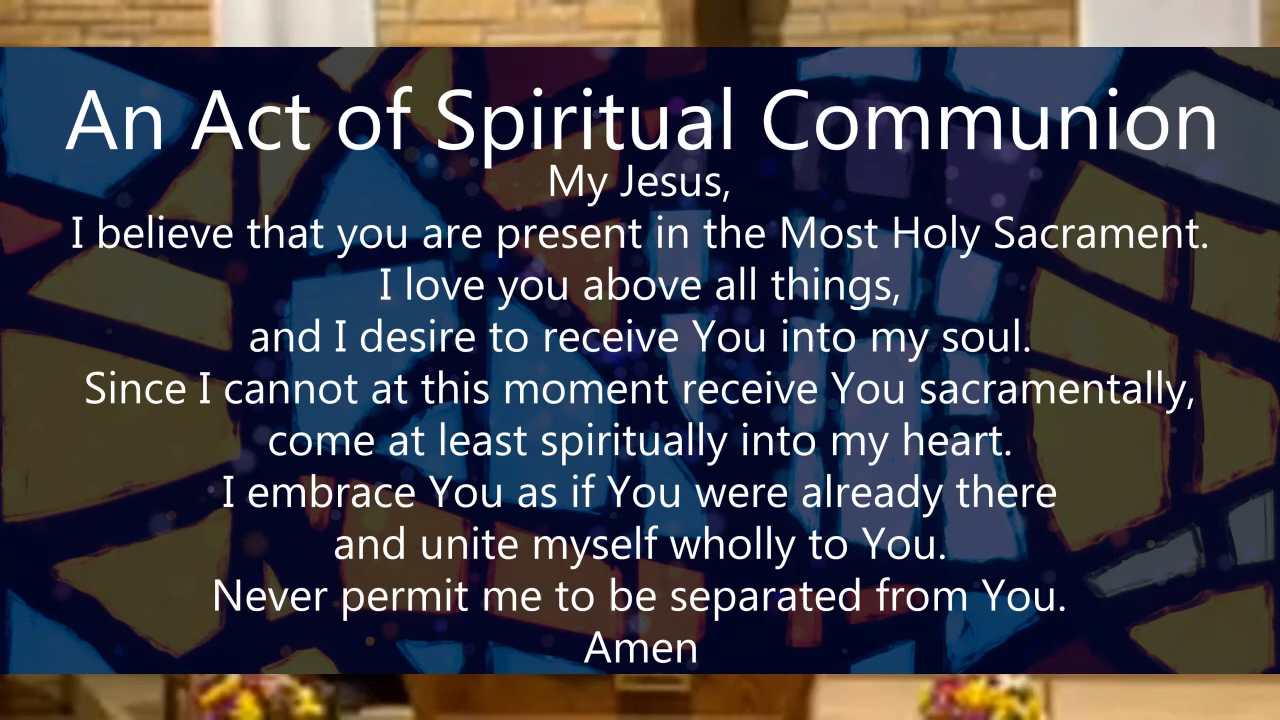 An Act of Spiritual Communion
My Jesus,
I believe that you are present in the Most Holy Sacrament.
I love you above all things,
and I desire to receive You into my soul.
Since I cannot at this moment receive You sacramentally,
come at least spiritually into my heart.
I embrace You as if You were already there
and unite myself wholly to You.
Never permit me to be separated from You.
Amen